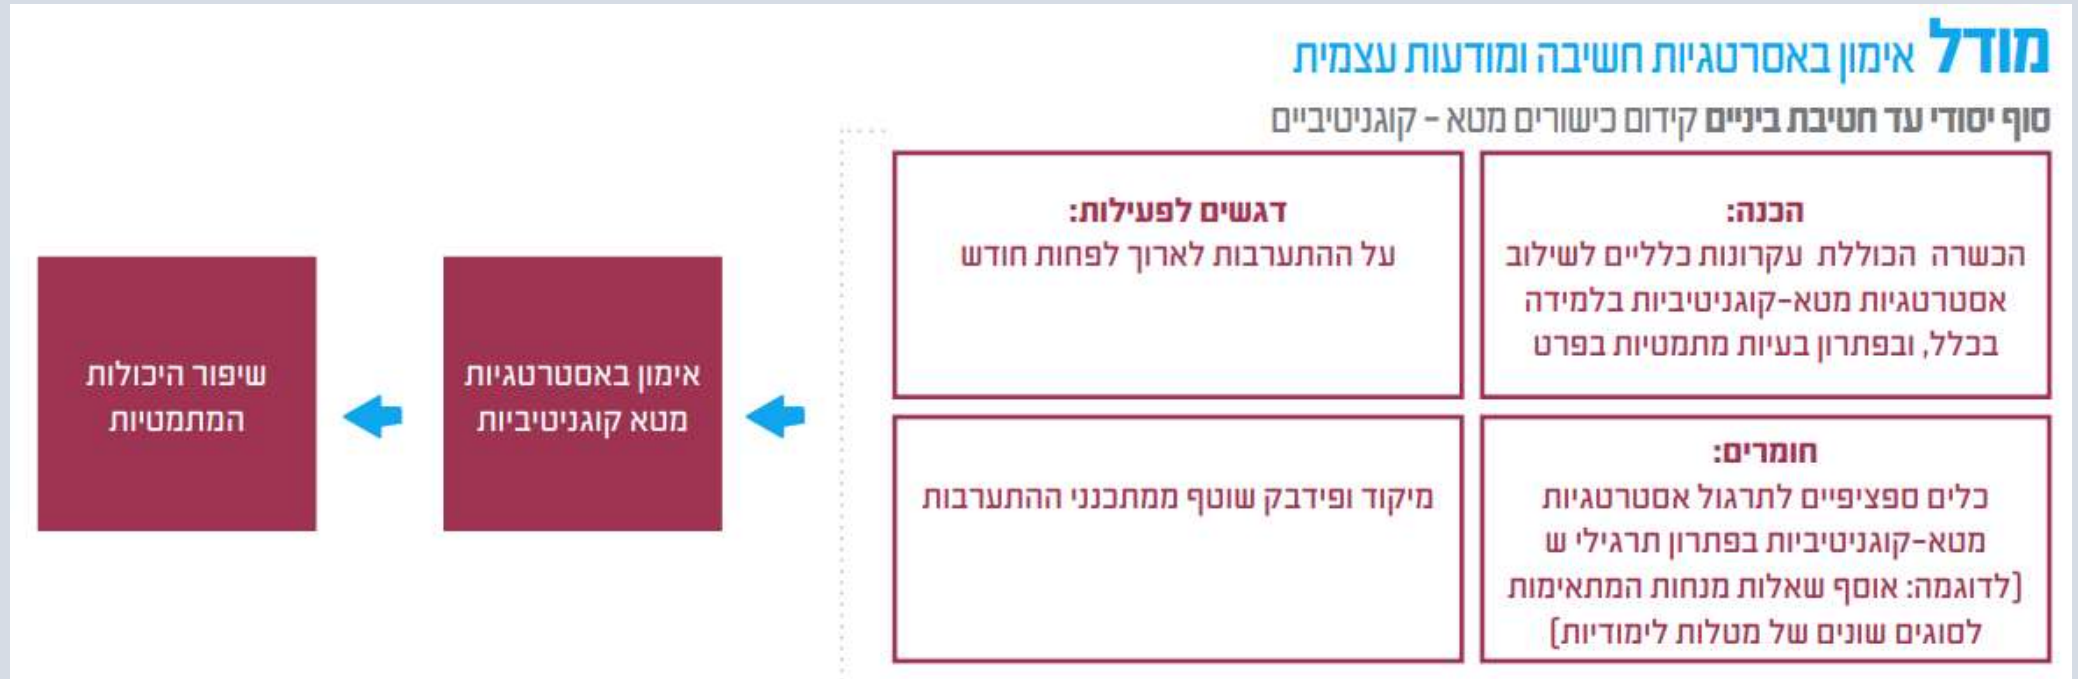 מודל אימון באסרטגיות חשיבה ומודעות עצמית
סוף יסודי עד חטיבת ביניים קידום כישורים מטא - קוגניטיביים
הכנה:
הכשרה הכוללת עקרונות כלליים לשילוב
אסטרטגיות מטא-קוגניטיביות בלמידה
בכלל, ובפתרון בעיות מתמטיות בפרט
דגשים לפעילות:
על ההתערבות לארוך לפחות חודש
חומרים:
כלים ספציפיים לתרגול אסטרטגיות
מטא-קוגניטיביות בפתרון תרגילי ש
(לדוגמה: אוסף שאלות מנחות המתאימות
לסוגים שונים של מטלות לימודיות)
מיקוד ופידבק שוטף ממתכנני ההתערבות
אימון באסטרטגיות
מטא קוגניטיביות
שיפור היכולות
המתמטיות